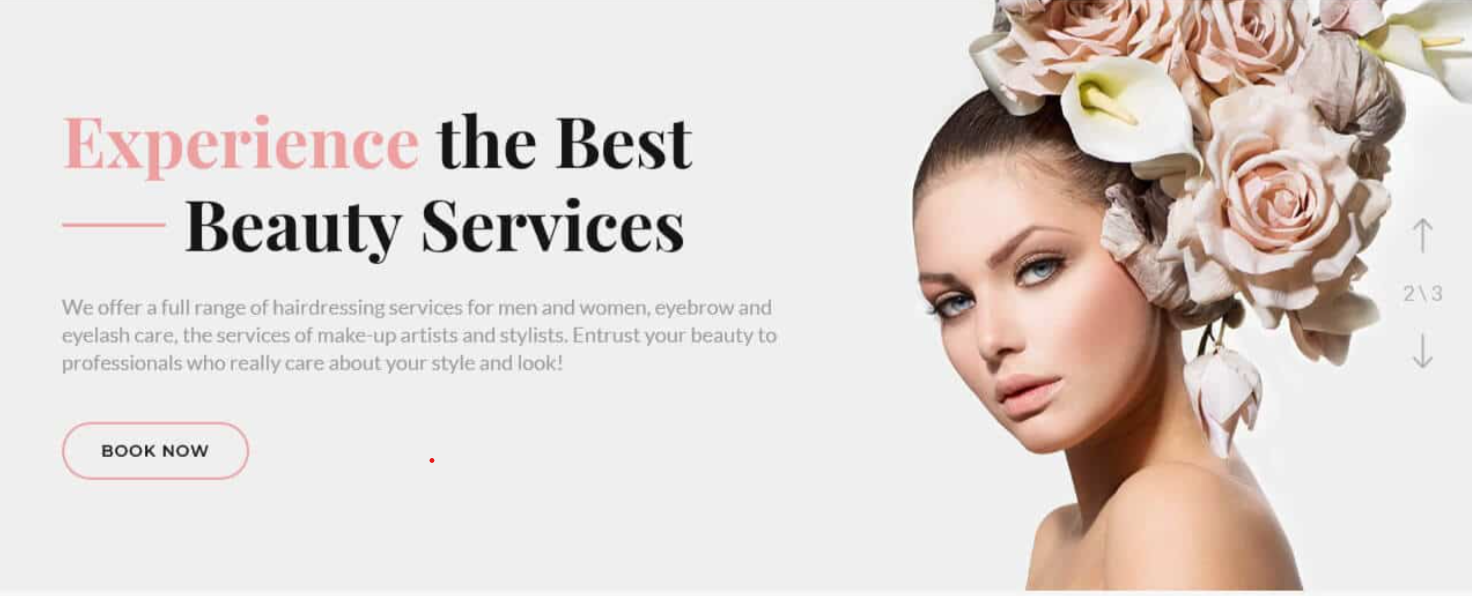 Experience the Best
Beauty Services
We offer a full range of hairdressing services for men and women, eyebrow and
eyelash care, the services of make-up artists and stylists. Entrust your beauty to
professionals who really care about your style and look!
BOOK NOW
2\3